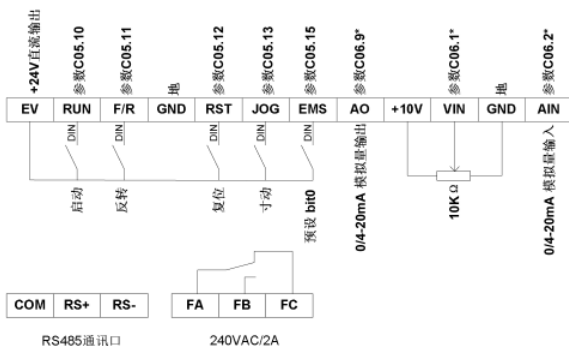 +24V直流输出
参数C05.10
参数C05.11
地
参数C05.12
参数C05.13
参数C05.15
参数C06.9*
参数C06.1*
地
参数C06.2*
EV RUN F/R GND RST JOG EMS AO +10V VIN GND AIN
DIN DIN DIN DIN DIN
启动
反转
复位
寸动
预设 bit0
0/4-20mA 模拟量输出
10K Ω
0/4-20mA 模拟量输入
COM RS+ RS- FA FB FC
RS485通讯口 240VAC/2A